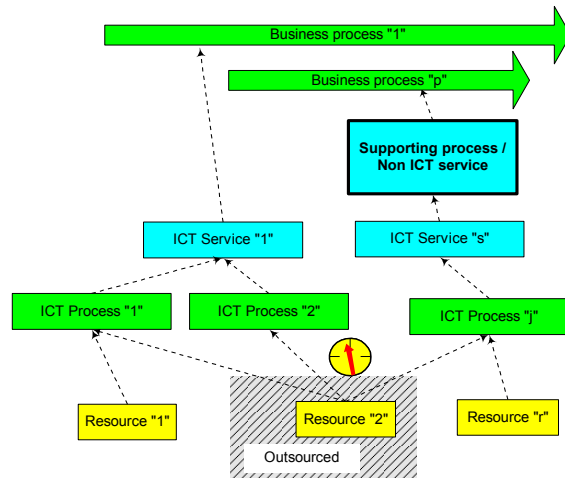 Business process "1"
Business process "p"
Supporting process /
Non ICT service
ICT Service "1"
ICT Service "s"
ICT Process "1"
ICT Process "2"
ICT Process "j"
Resource "1"
Resource "2"
Resource "r"
Outsourced